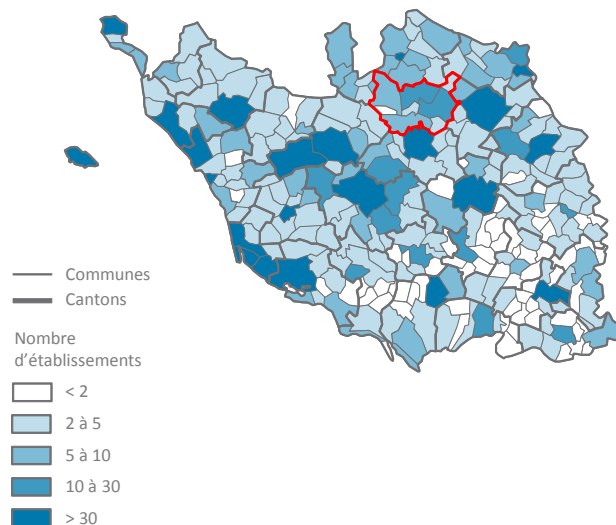 Communes
Cantons
Nombre
d’établissements
< 2
2 à 5
5 à 10
10 à 30
> 30